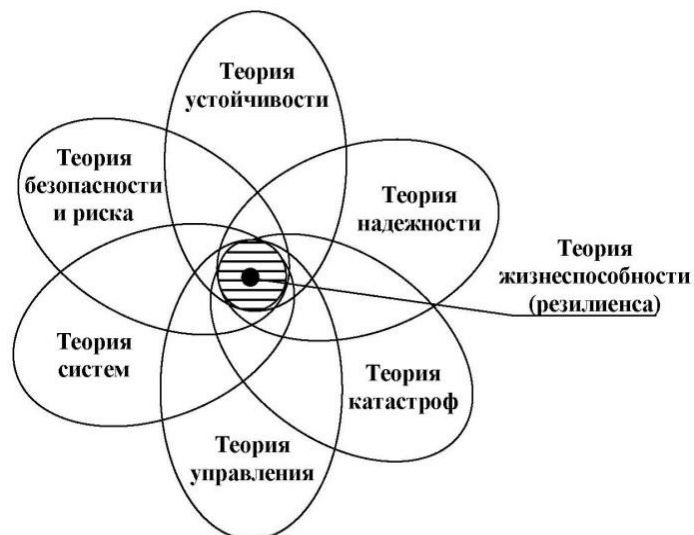 Теория
устойчивости
Теория
безопасности
и риска
Теория
надежности
Теория
жизнеспособности
(резилиенса)
Теория
систем
Теория
катастроф
Теория
управления